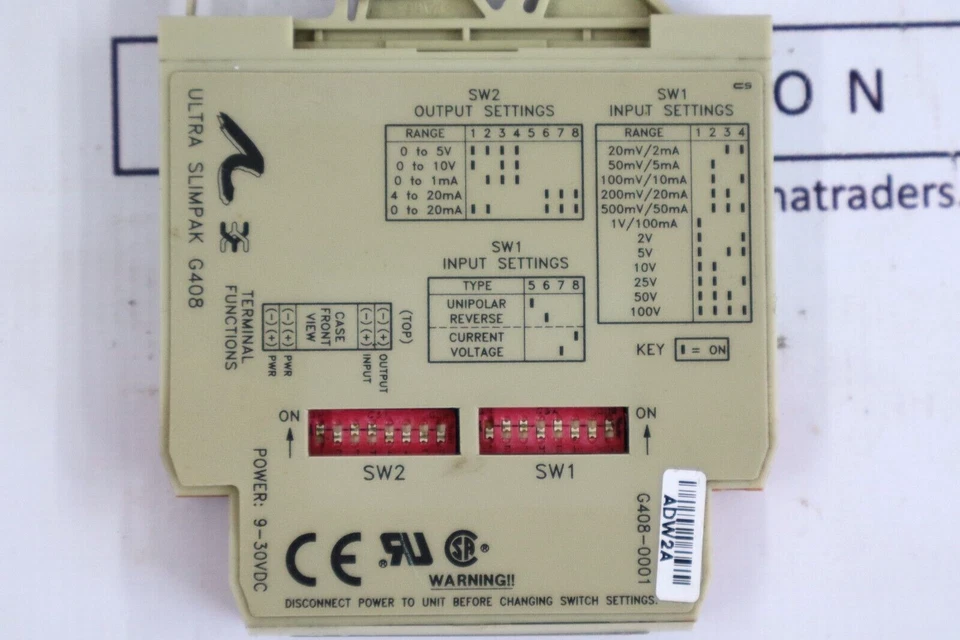 ON
natraders.
ULTRA SLIMPAK G408
SW2
OUTPUT SETTINGS
RANGE 1 2 3 4 5 6 7 8
0 to 5V
0 to 10V
0 to 1mA
4 to 20mA
0 to 20mA
SW1
INPUT SETTINGS
RANGE 1 2 3 4
20mV/2mA
50mV/5mA
100mV/10mA
200mV/20mA
500mV/50mA
1V/100mA
2V
5V
10V
25V
50V
100V
SW1
INPUT SETTINGS
TYPE 5 6 7 8
UNIPOLAR
REVERSE
CURRENT
VOLTAGE
KEY = ON
TERMINAL
FUNCTIONS
(TOP)
(-)(+) OUTPUT
(-)(+) INPUT
CASE
FRONT
VIEW
(-)(+) PWR
(-)(+) PWR
ON
SW2
SW1
ON
POWER: 9-30VDC
G408-0001
ADW2A
CE
RU ®
SA ®
WARNING!!
DISCONNECT POWER TO UNIT BEFORE CHANGING SWITCH SETTINGS.